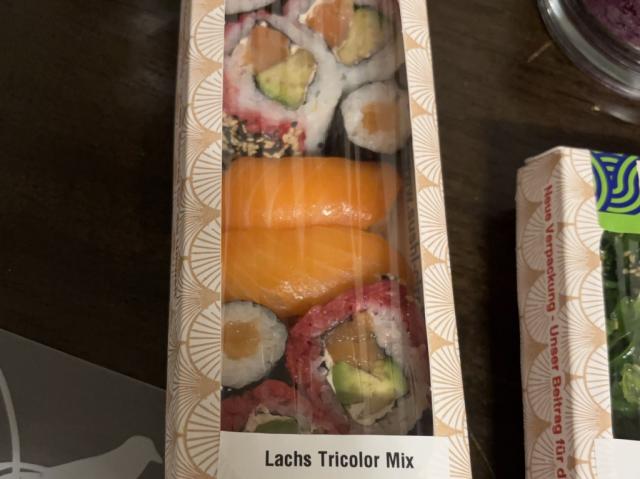 Lachs Tricolor Mix
Neue Verpackung - Unser Beitrag für d